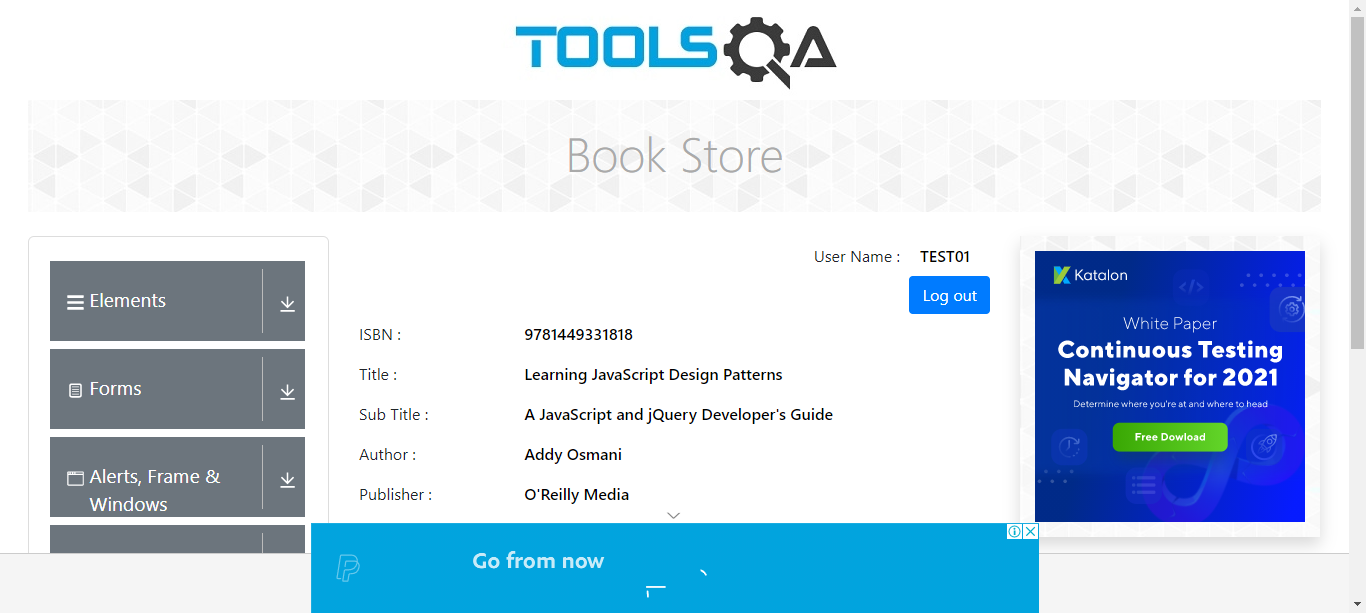 TOOLSQA
Book Store
Elements
Forms
Alerts, Frame &
Windows
User Name : TEST01
Log out
ISBN : 9781449331818
Title : Learning JavaScript Design Patterns
Sub Title : A JavaScript and jQuery Developer's Guide
Author : Addy Osmani
Publisher : O'Reilly Media
Katalon
White Paper
Continuous Testing
Navigator for 2021
Determine where you're at and where to head
Free Dowload
Go from now